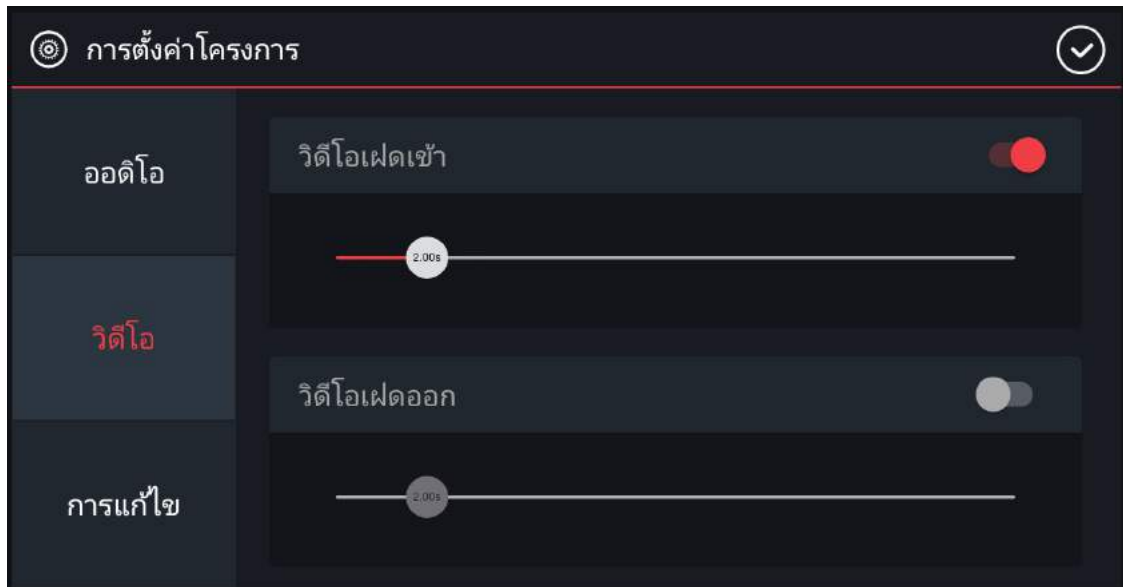 การตั้งค่าโครงการ
ออดิโอ
วิดีโอ
การแก้ไข
วิดีโอเฝดเข้า
2.00s
วิดีโอเฝดออก
2.00s